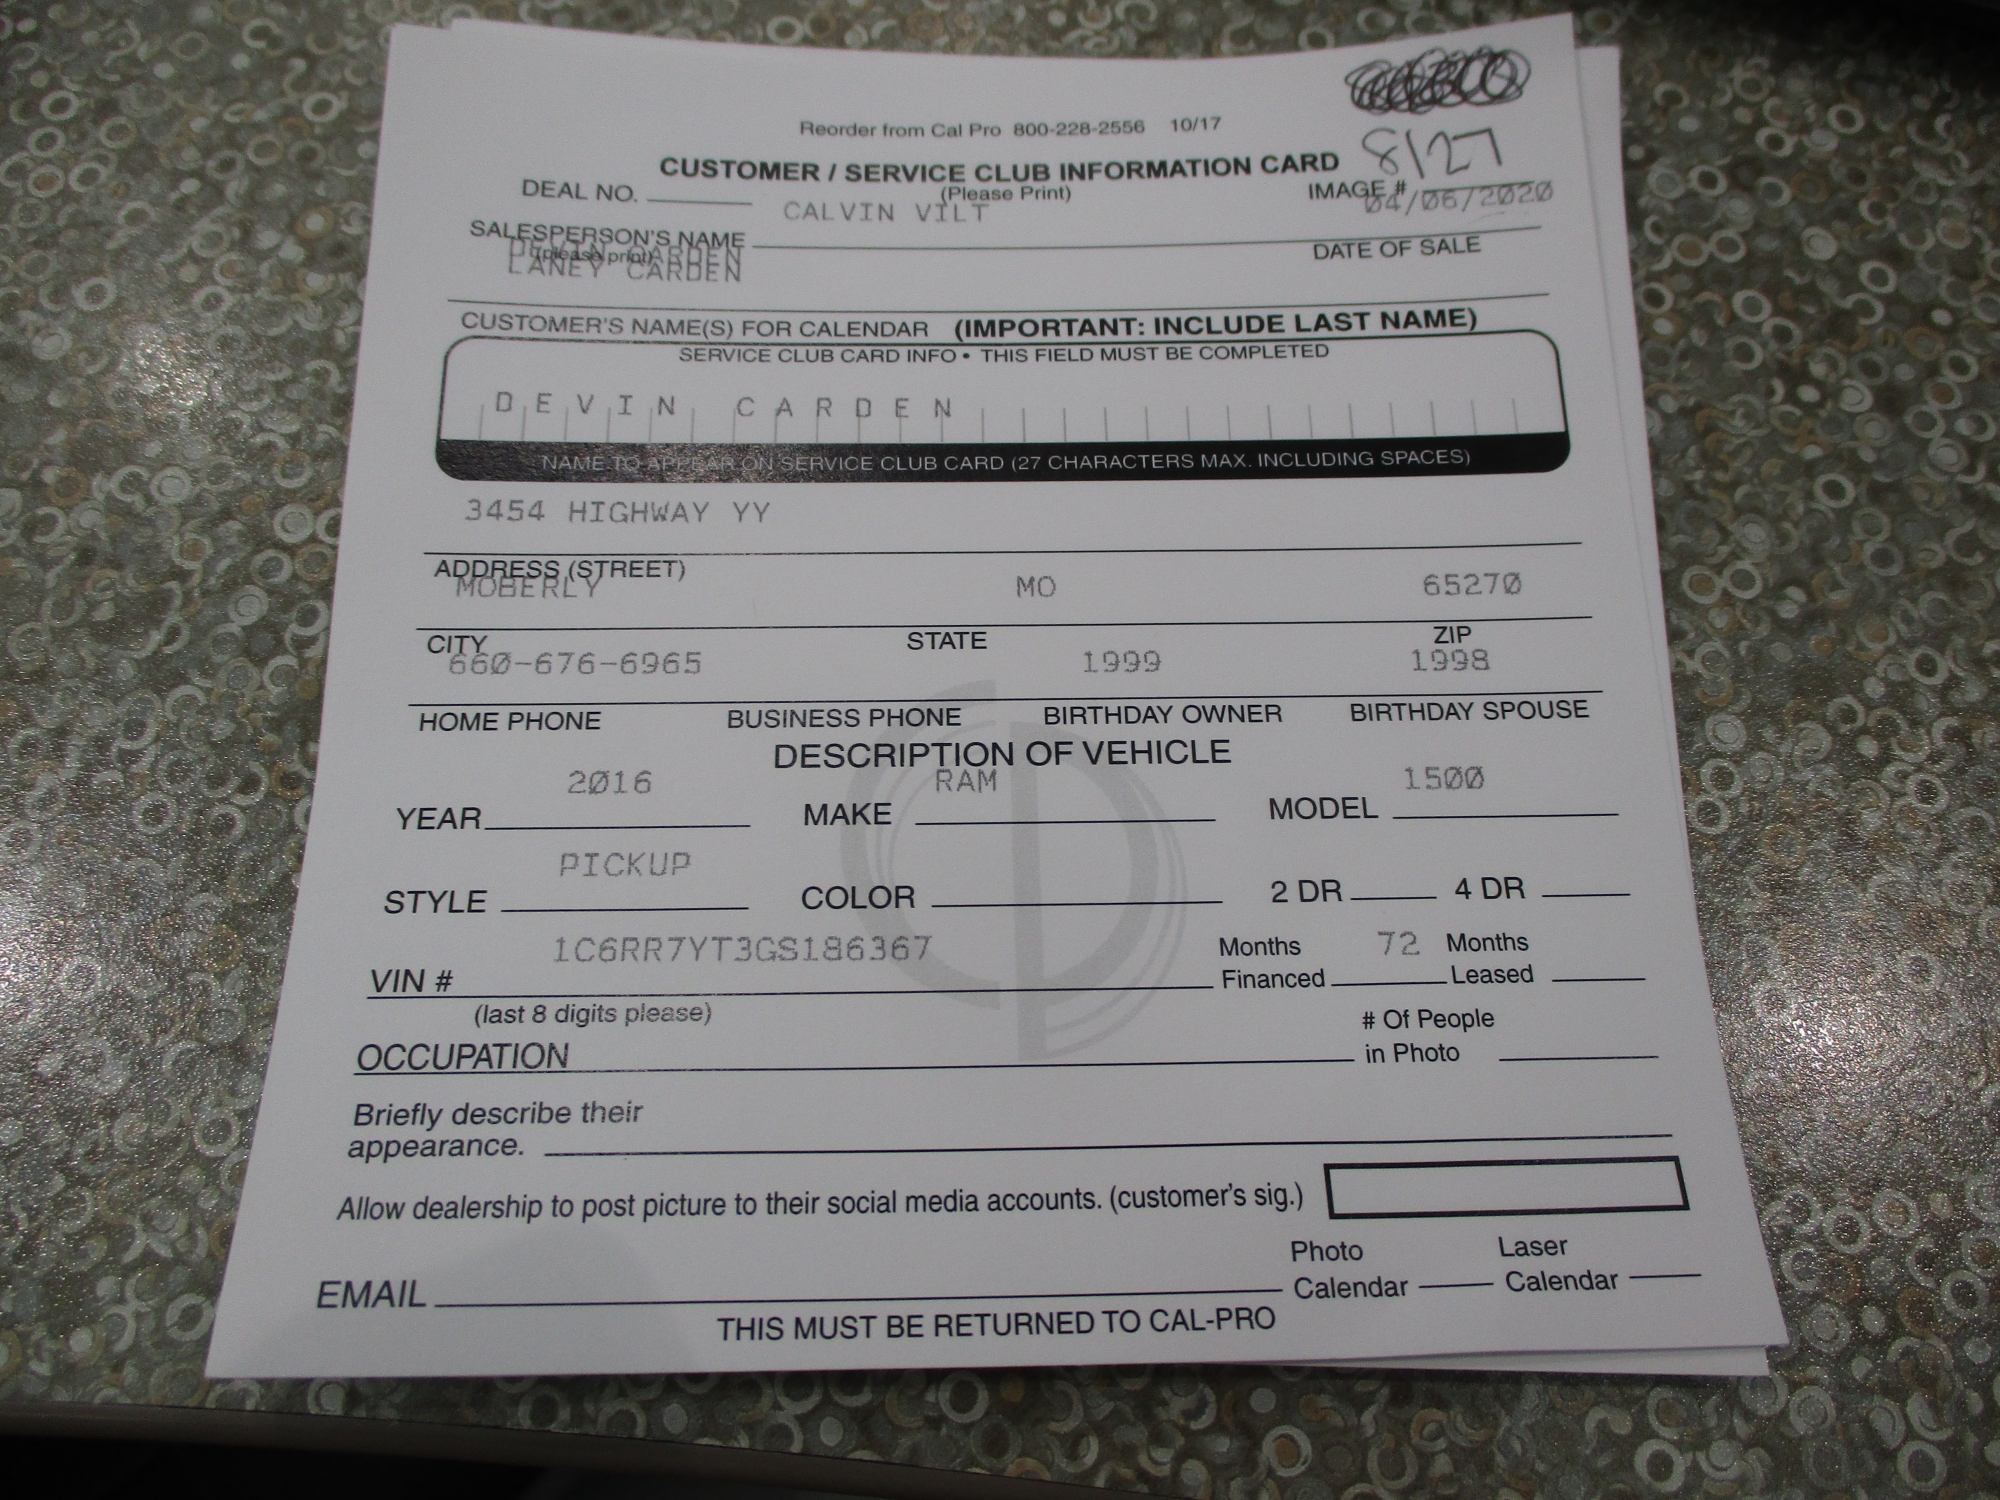 Reorder from Cal Pro 800-228-2556 10/17
8/27
CUSTOMER / SERVICE CLUB INFORMATION CARD
DEAL NO. (Please Print) IMAGE #
CALVIN VILT 04/06/2020
SALESPERSON'S NAME
(please print) DATE OF SALE
DEVIN CARDEN
LANEY CARDEN
CUSTOMER'S NAME(S) FOR CALENDAR (IMPORTANT: INCLUDE LAST NAME)
SERVICE CLUB CARD INFO • THIS FIELD MUST BE COMPLETED
DEVIN CARDEN
NAME TO APPEAR ON SERVICE CLUB CARD (27 CHARACTERS MAX. INCLUDING SPACES)
3454 HIGHWAY YY
ADDRESS (STREET)
MOBERLY MO 65270
CITY STATE ZIP
660-676-6965 1999 1998
HOME PHONE BUSINESS PHONE BIRTHDAY OWNER BIRTHDAY SPOUSE
DESCRIPTION OF VEHICLE
2016 RAM 1500
YEAR MAKE MODEL
PICKUP
STYLE COLOR 2 DR 4 DR
1C6RR7YT3GS186367 Months 72 Months
VIN # Financed Leased
(last 8 digits please) # Of People
OCCUPATION in Photo
Briefly describe their
appearance.
Allow dealership to post picture to their social media accounts. (customer's sig.)
Photo Laser
EMAIL Calendar Calendar
THIS MUST BE RETURNED TO CAL-PRO